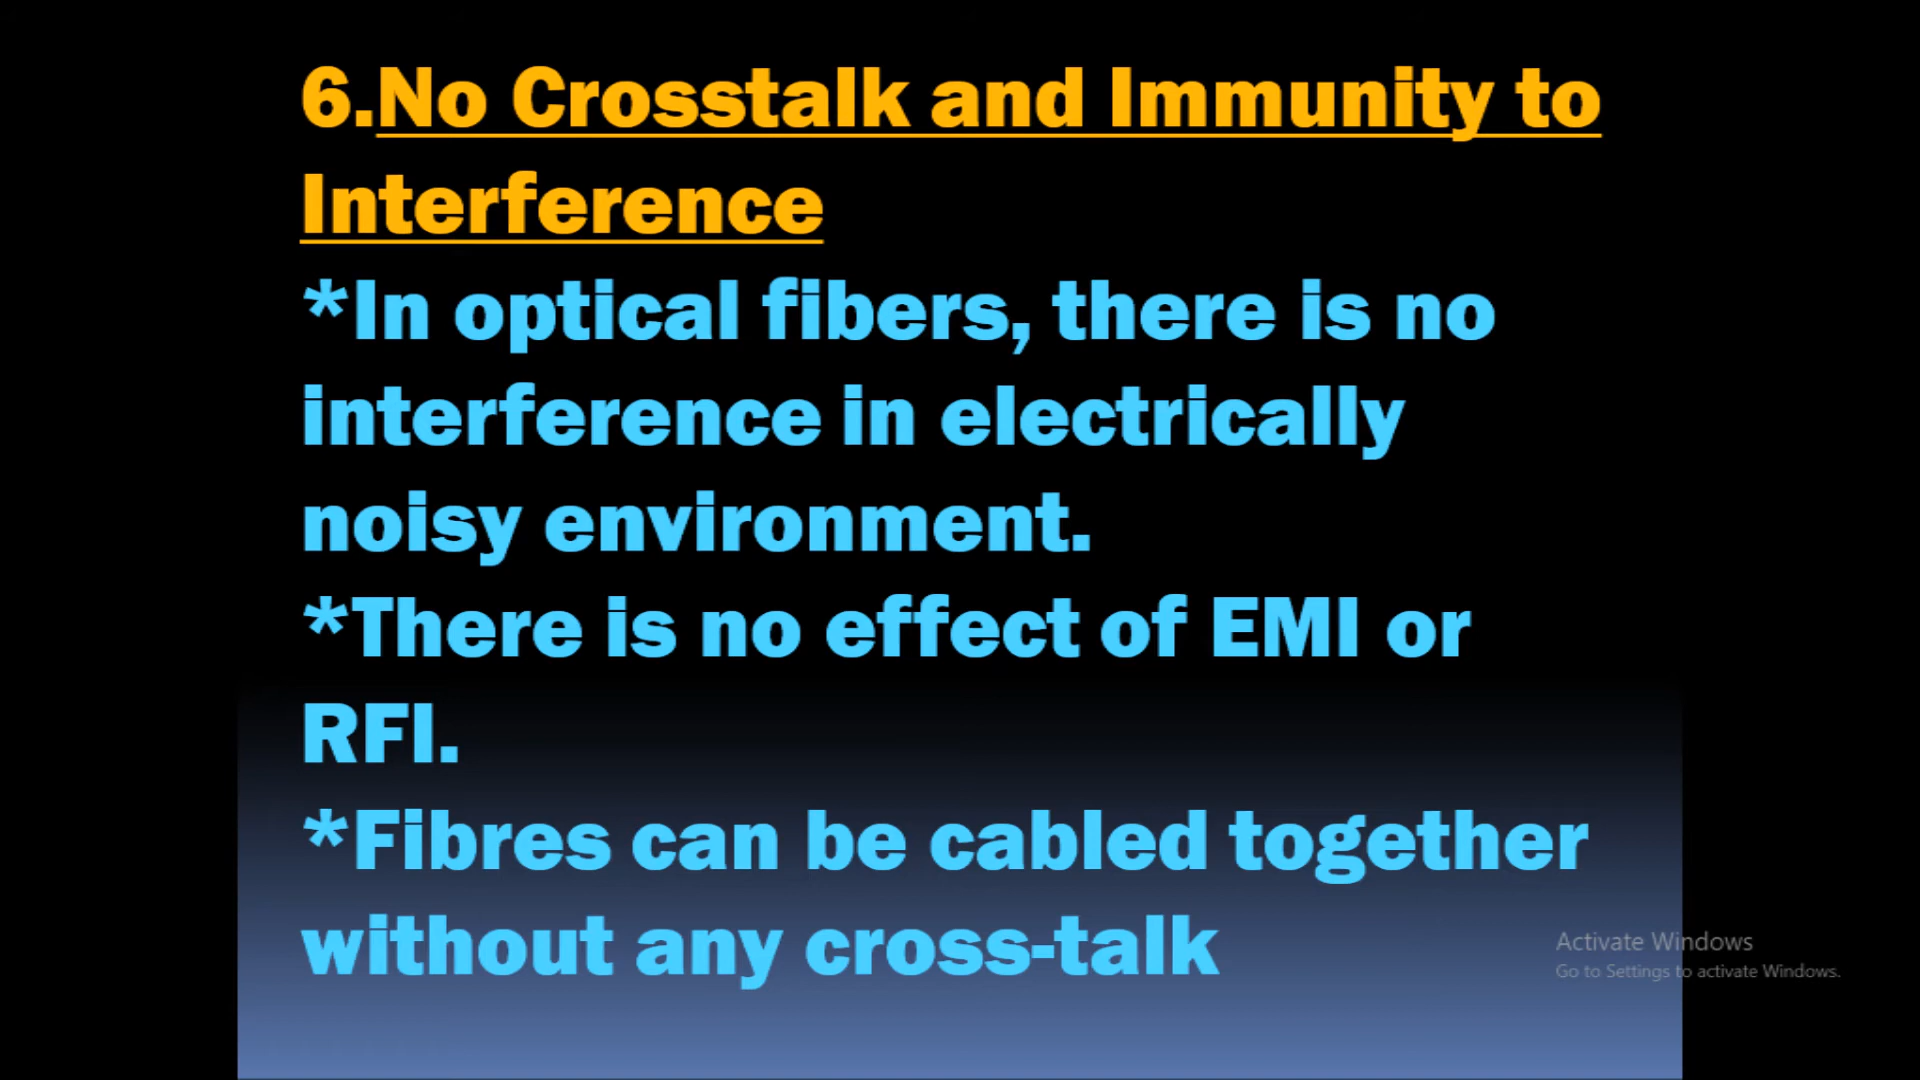 6.No Crosstalk and Immunity to
Interference
*In optical fibers, there is no
interference in electrically
noisy environment.
*There is no effect of EMI or
RFI.
*Fibres can be cabled together
without any cross-talk
Activate Windows
Go to Settings to activate Windows.